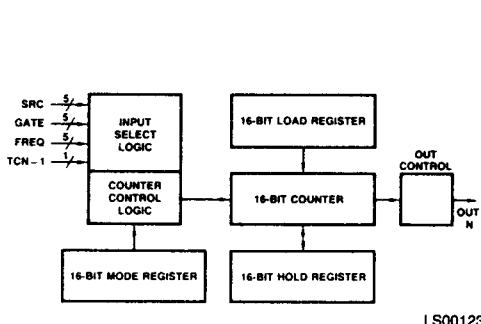 SRC 5
GATE 5
FREQ 5
TCN-1 1
INPUT
SELECT
LOGIC
COUNTER
CONTROL
LOGIC
16-BIT MODE REGISTER
16-BIT LOAD REGISTER
16-BIT COUNTER
16-BIT HOLD REGISTER
OUT
CONTROL
OUT
N
LS00123